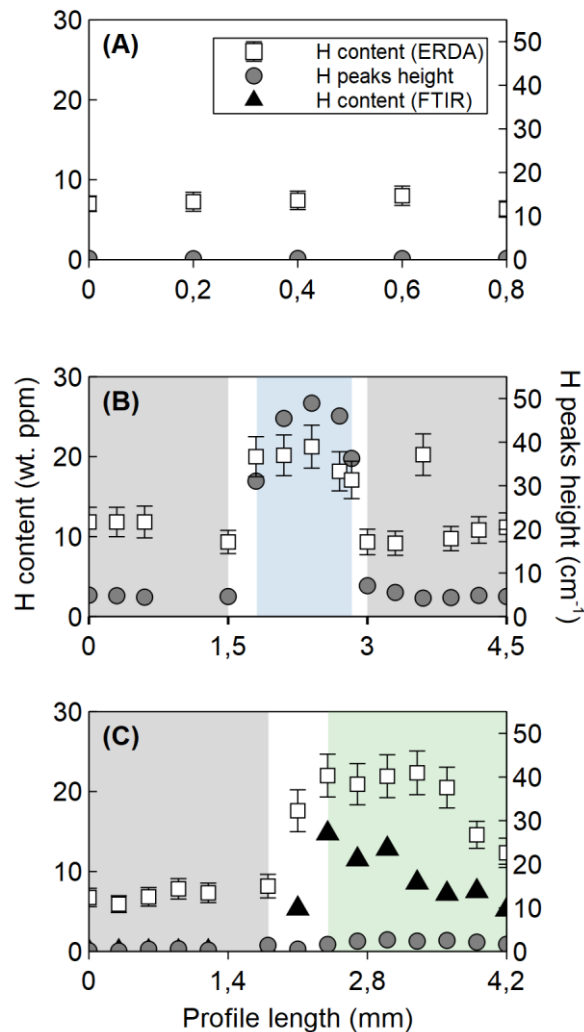 (A)
H content (ERDA)
H peaks height
H content (FTIR)
30
20
10
0
50
40
30
20
10
0
0 0,2 0,4 0,6 0,8
(B)
30
20
10
0
50
40
30
20
10
0
0 1,5 3 4,5
H content (wt. ppm)
H peaks height (cm-1)
(C)
30
20
10
0
50
40
30
20
10
0
0 1,4 2,8 4,2
Profile length (mm)